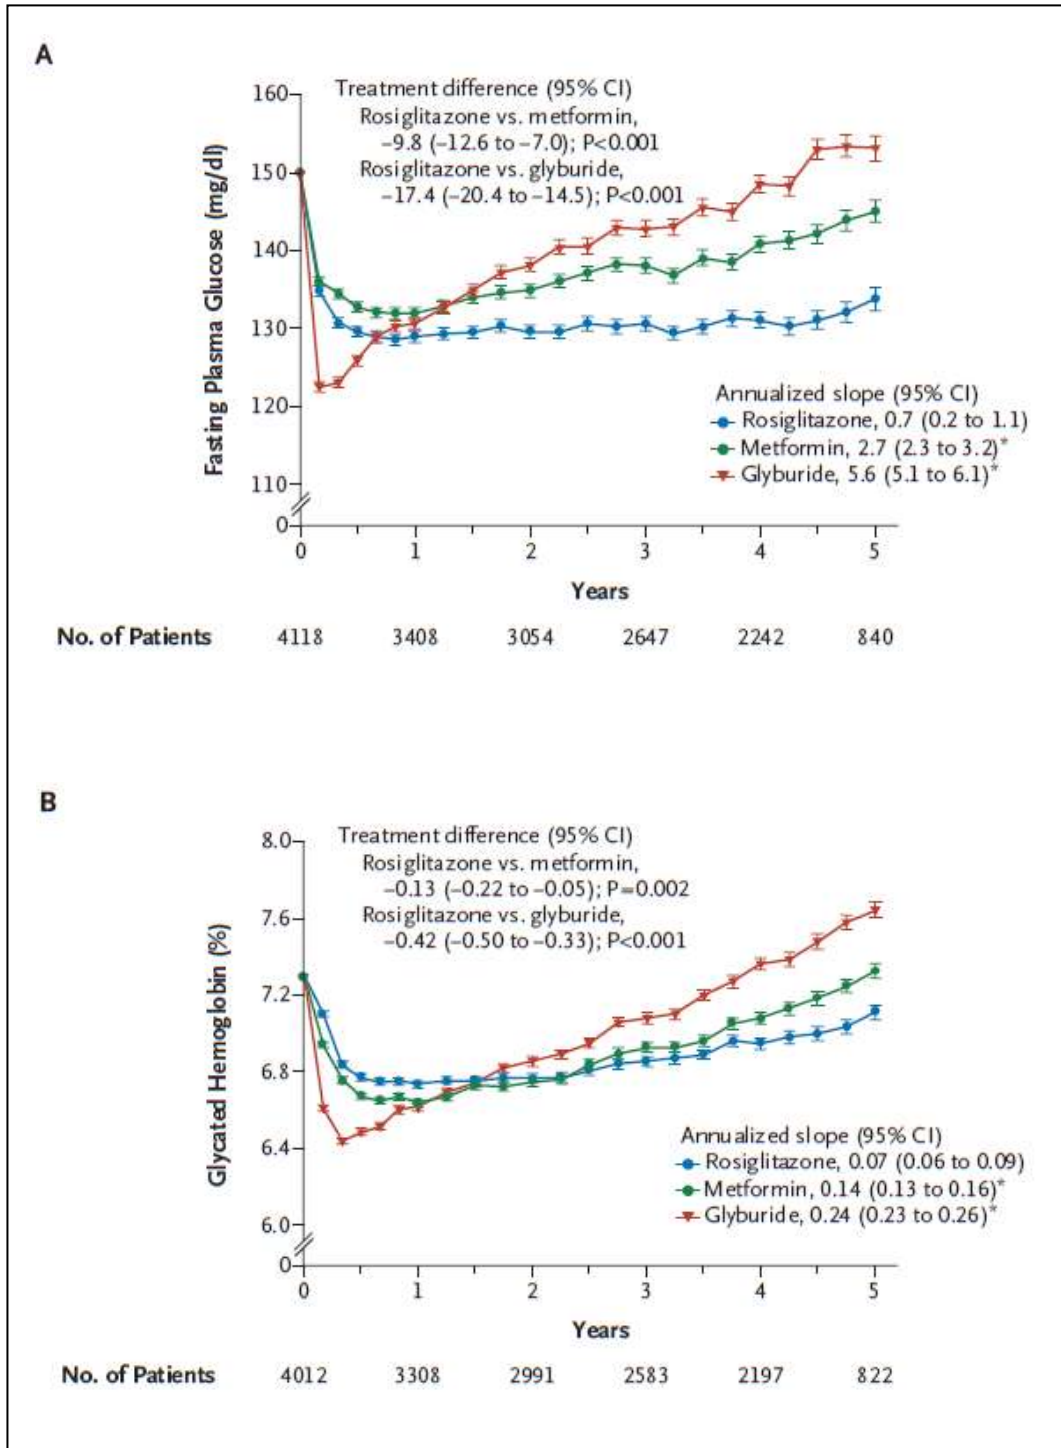 A
Treatment difference (95% CI)
Rosiglitazone vs. metformin,
−9.8 (−12.6 to −7.0); P<0.001
Rosiglitazone vs. glyburide,
−17.4 (−20.4 to −14.5); P<0.001
160
150
140
130
120
110
0
Fasting Plasma Glucose (mg/dl)
Annualized slope (95% CI)
Rosiglitazone, 0.7 (0.2 to 1.1)
Metformin, 2.7 (2.3 to 3.2)*
Glyburide, 5.6 (5.1 to 6.1)*
0 1 2 3 4 5
Years
No. of Patients 4118 3408 3054 2647 2242 840
B
Treatment difference (95% CI)
Rosiglitazone vs. metformin,
−0.13 (−0.22 to −0.05); P=0.002
Rosiglitazone vs. glyburide,
−0.42 (−0.50 to −0.33); P<0.001
8.0
7.6
7.2
6.8
6.4
6.0
0
Glycated Hemoglobin (%)
Annualized slope (95% CI)
Rosiglitazone, 0.07 (0.06 to 0.09)
Metformin, 0.14 (0.13 to 0.16)*
Glyburide, 0.24 (0.23 to 0.26)*
0 1 2 3 4 5
Years
No. of Patients 4012 3308 2991 2583 2197 822